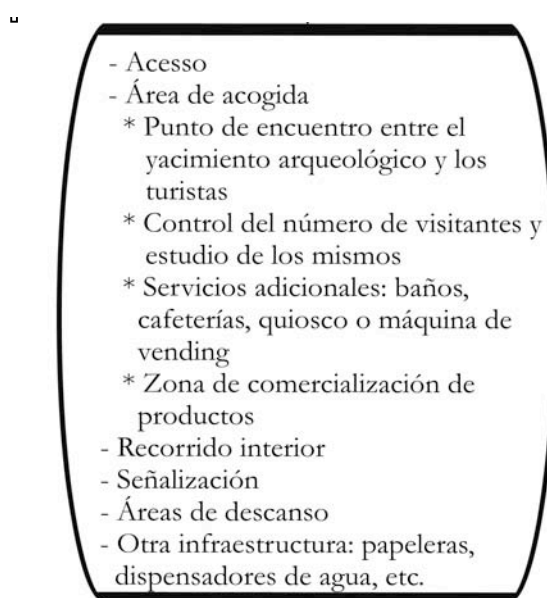 - Acesso
- Área de acogida
* Punto de encuentro entre el
yacimiento arqueológico y los
turistas
* Control del número de visitantes y
estudio de los mismos
* Servicios adicionales: baños,
cafeterías, quiosco o máquina de
vending
* Zona de comercialización de
productos
- Recorrido interior
- Señalización
- Áreas de descanso
- Otra infraestructura: papeleras,
dispensadores de agua, etc.